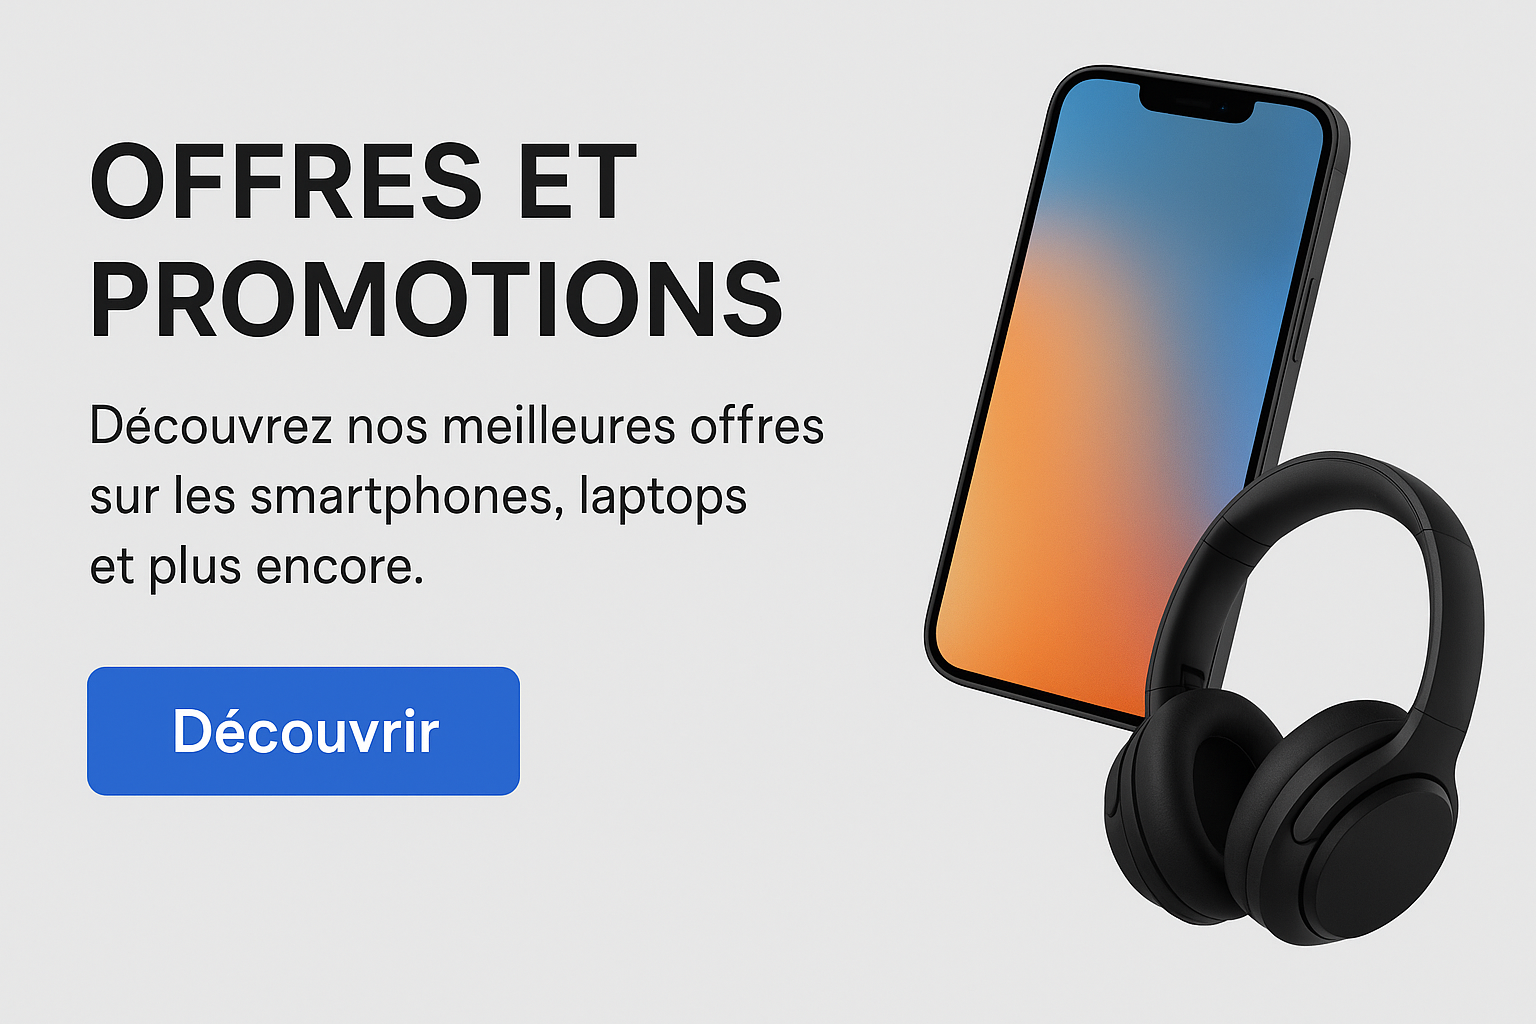 OFFRES ET
PROMOTIONS
Découvrez nos meilleures offres
sur les smartphones, laptops
et plus encore.
Découvrir